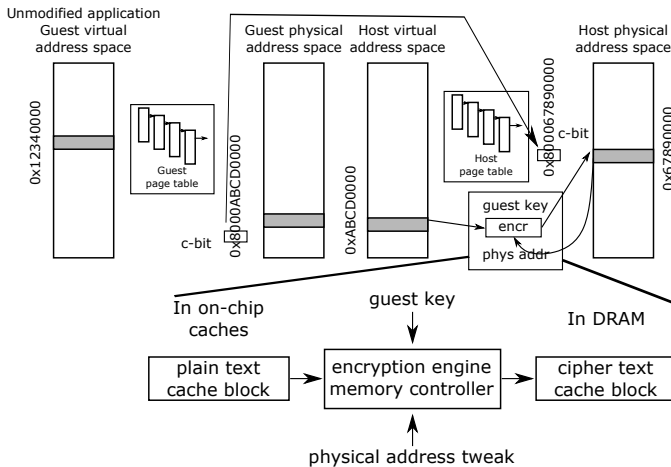 Unmodified application
Guest virtual
address space
Guest physical
address space
Host virtual
address space
Host physical
address space
0x12340000
Guest
page table
c-bit
0x8000ABCD0000
0xABCD0000
Host
page table
0x800067890000
c-bit
0x67890000
guest key
encr
phys addr
In on-chip
caches
guest key
In DRAM
plain text
cache block
encryption engine
memory controller
cipher text
cache block
physical address tweak